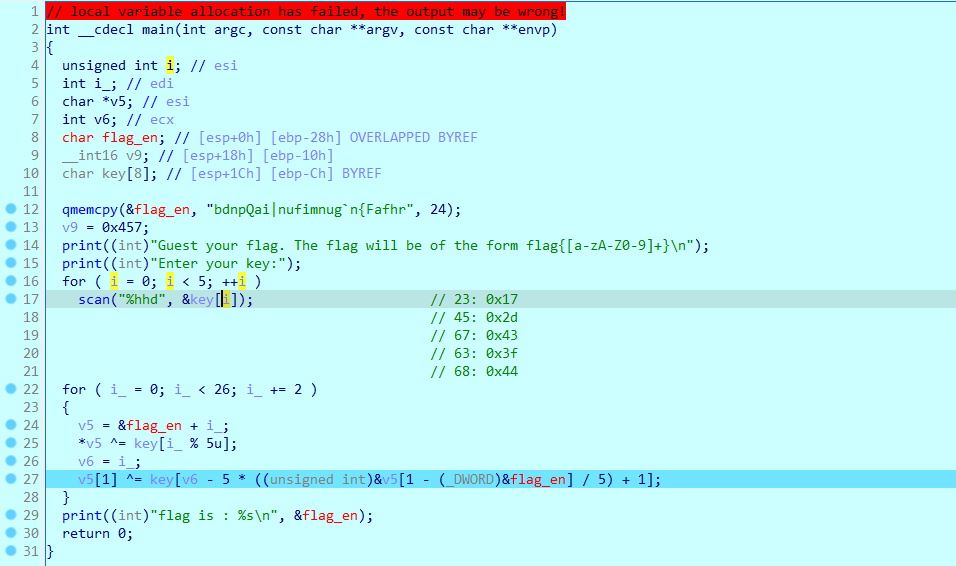 1 // local variable allocation has failed, the output may be wrong!
2 int __cdecl main(int argc, const char **argv, const char **envp)
3 {
4 unsigned int i; // esi
5 int i_; // edi
6 char *v5; // esi
7 int v6; // ecx
8 char flag_en; // [esp+0h] [ebp-28h] OVERLAPPED BYREF
9 __int16 v9; // [esp+18h] [ebp-10h]
10 char key[8]; // [esp+1Ch] [ebp-Ch] BYREF
11
12 qmemcpy(&flag_en, "bdnpQai|nufimnug`n{Fafhr", 24);
13 v9 = 0x457;
14 print((int)"Guest your flag. The flag will be of the form flag{[a-zA-Z0-9]+}\n");
15 print((int)"Enter your key:");
16 for ( i = 0; i < 5; ++i )
17 scan("%hhd", &key[i]); // 23: 0x17
18 // 45: 0x2d
19 // 67: 0x43
20 // 63: 0x3f
21 // 68: 0x44
22 for ( i_ = 0; i_ < 26; i_ += 2 )
23 {
24 v5 = &flag_en + i_;
25 *v5 ^= key[i_ % 5u];
26 v6 = i_;
27 v5[1] ^= key[v6 - 5 * ((unsigned int)&v5[1 - (_DWORD)&flag_en] / 5) + 1];
28 }
29 print((int)"flag is : %s\n", &flag_en);
30 return 0;
31 }